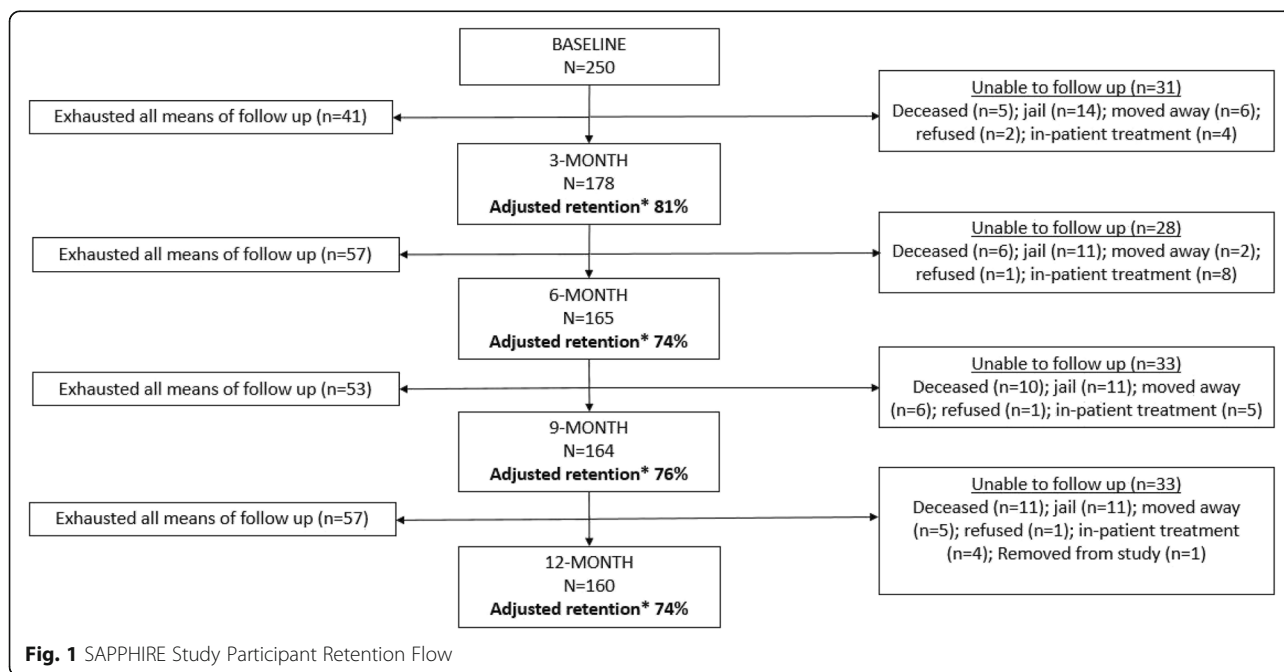 BASELINE
N=250
Exhausted all means of follow up (n=41)
Unable to follow up (n=31)
Deceased (n=5); jail (n=14); moved away (n=6);
refused (n=2); in-patient treatment (n=4)
3-MONTH
N=178
Adjusted retention* 81%
Exhausted all means of follow up (n=57)
Unable to follow up (n=28)
Deceased (n=6); jail (n=11); moved away (n=2);
refused (n=1); in-patient treatment (n=8)
6-MONTH
N=165
Adjusted retention* 74%
Exhausted all means of follow up (n=53)
Unable to follow up (n=33)
Deceased (n=10); jail (n=11); moved away
(n=6); refused (n=1); in-patient treatment (n=5)
9-MONTH
N=164
Adjusted retention* 76%
Exhausted all means of follow up (n=57)
Unable to follow up (n=33)
Deceased (n=11); jail (n=11); moved away
(n=5); refused (n=1); in-patient treatment
(n=4); Removed from study (n=1)
12-MONTH
N=160
Adjusted retention* 74%
Fig. 1 SAPPHIRE Study Participant Retention Flow